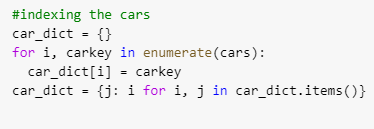 #indexing the cars
car_dict = {}
for i, carkey in enumerate(cars):
  car_dict[i] = carkey
car_dict = {j: i for i, j in car_dict.items()}